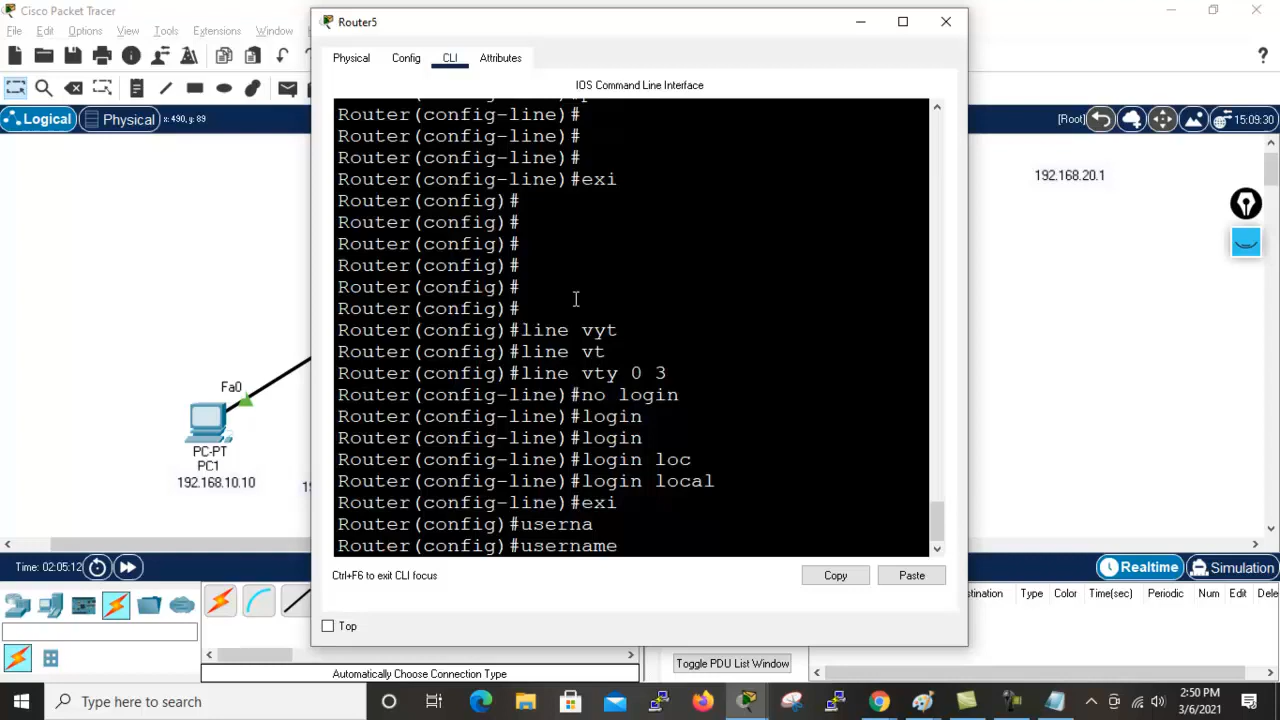 Cisco Packet Tracer
File Edit Options View Tools Extensions Window
Router5
Physical Config CLI Attributes
IOS Command Line Interface
Logical Physical x: 490, y: 89
[Root] 15:09:30
192.168.20.1
Router(config-line)#
Router(config-line)#
Router(config-line)#
Router(config-line)#exi
Router(config)#
Router(config)#
Router(config)#
Router(config)#
Router(config)#
Router(config)#
Router(config)#line vyt
Router(config)#line vt
Router(config)#line vty 0 3
Router(config-line)#no login
Router(config-line)#login
Router(config-line)#login
Router(config-line)#login loc
Router(config-line)#login local
Router(config-line)#exi
Router(config)#userna
Router(config)#username
Fa0
PC-PT
PC1
192.168.10.10
Ctrl+F6 to exit CLI focus
Copy Paste
Top
Time: 02:05:12
Realtime Simulation
stination Type Color Time(sec) Periodic Num Edit Dele
Automatically Choose Connection Type
Toggle PDU List Window
Type here to search
2:50 PM
3/6/2021